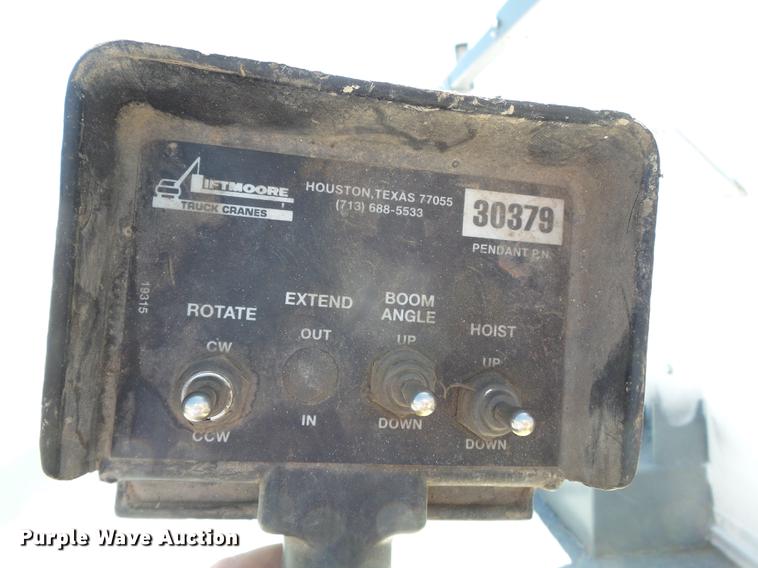 LIFTMOORE
TRUCK CRANES
HOUSTON, TEXAS 77055
(713) 688-5533
30379
PENDANT P.N.
19315
ROTATE
CW
CCW
EXTEND
OUT
IN
BOOM
ANGLE
UP
DOWN
HOIST
UP
DOWN
Purple Wave Auction